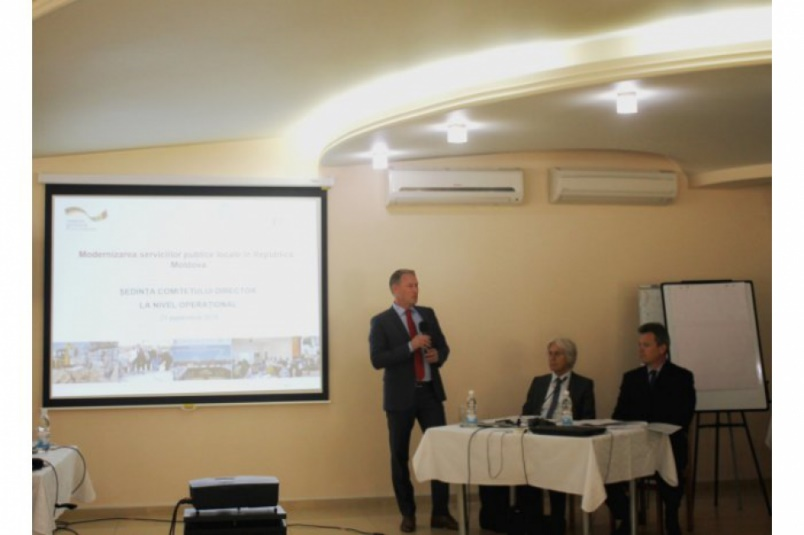 Modernizarea serviciilor publice locale în Republica
Moldova
ȘEDINȚA COMITETULUI DIRECTOR
LA NIVEL OPERAȚIONAL